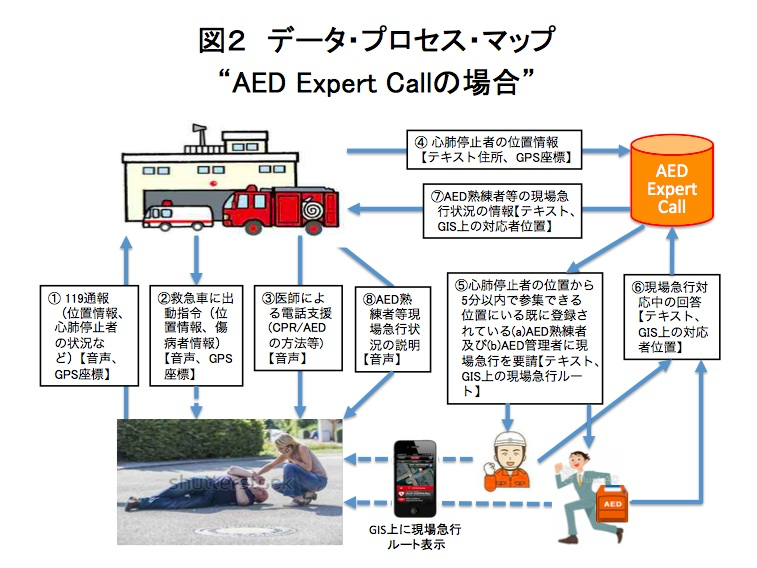 図2 データ・プロセス・マップ
“AED Expert Callの場合”
④ 心肺停止者の位置情報
【テキスト住所、GPS座標】
AED
Expert
Call
⑦AED熟練者等の現場急
行状況の情報【テキスト、
GIS上の対応者位置】
① 119通報
（位置情報、
心肺停止者
の状況な
ど）【音声、
GPS座標】
②救急車に出
動指令（位
置情報、傷
病者情報）
【音声、GPS
座標】
③医師によ
る電話支援
(CPR/AED
の方法等)
【音声】
⑧AED熟
練者等現
場急行状
況の説明
【音声】
⑤心肺停止者の位置から
5分以内で参集できる
位置にいる既に登録さ
れている(a)AED熟練者
及び(b)AED管理者に現
場急行を要請【テキスト、
GIS上の現場急行ルー
ト】
⑥現場急行対
応中の回答
【テキスト、
GIS上の対応
者位置】
shutterstock
AED
GIS上に現場急行
ルート表示